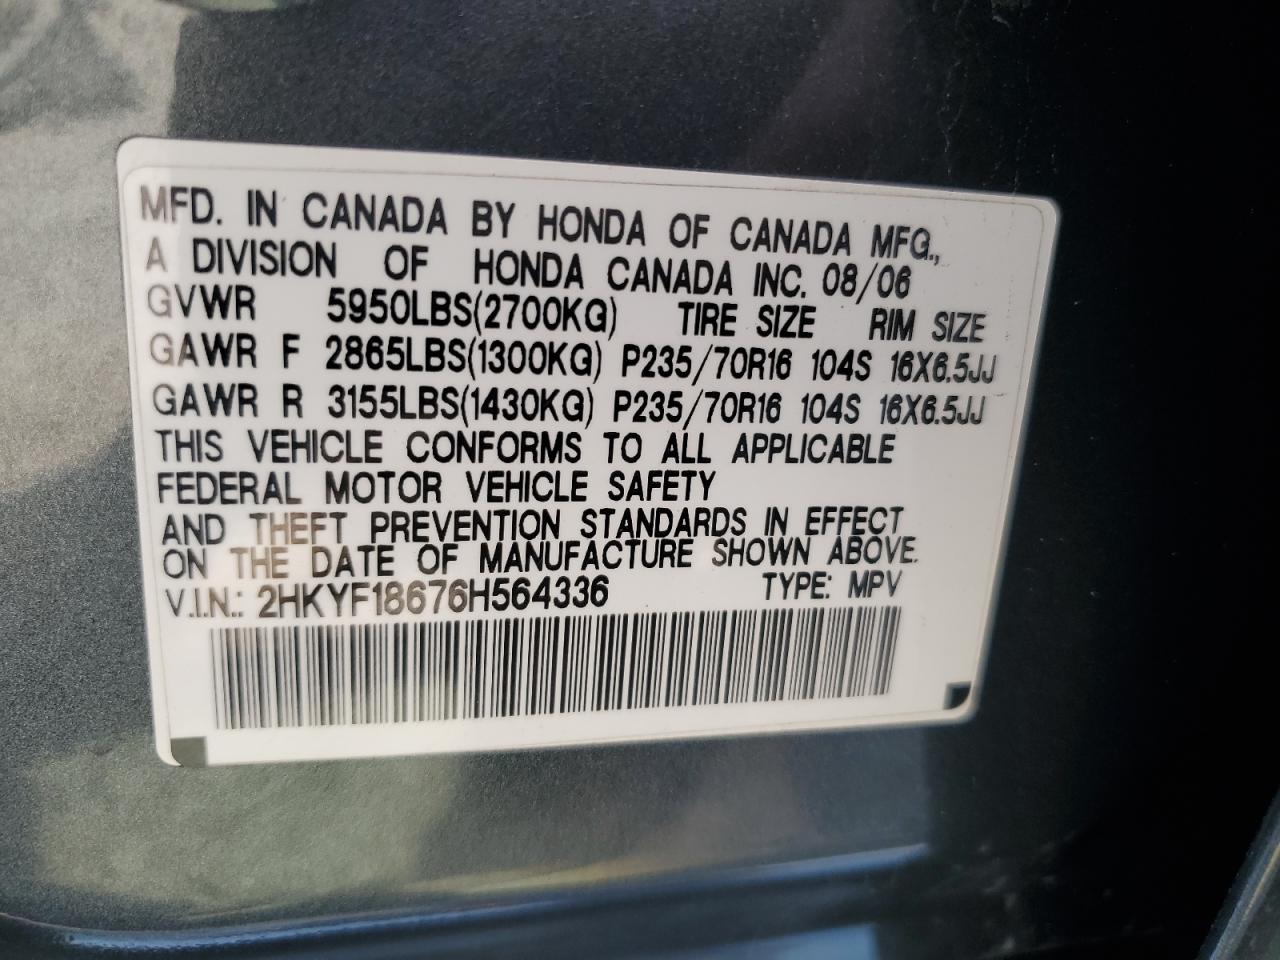 MFD. IN CANADA BY HONDA OF CANADA MFG.,
A DIVISION OF HONDA CANADA INC. 08/06
GVWR 5950LBS(2700KG) TIRE SIZE RIM SIZE
GAWR F 2865LBS(1300KG) P235/70R16 104S 16X6.5JJ
GAWR R 3155LBS(1430KG) P235/70R16 104S 16X6.5JJ
THIS VEHICLE CONFORMS TO ALL APPLICABLE
FEDERAL MOTOR VEHICLE SAFETY
AND THEFT PREVENTION STANDARDS IN EFFECT
ON THE DATE OF MANUFACTURE SHOWN ABOVE.
V.I.N.: 2HKYF18676H564336 TYPE: MPV